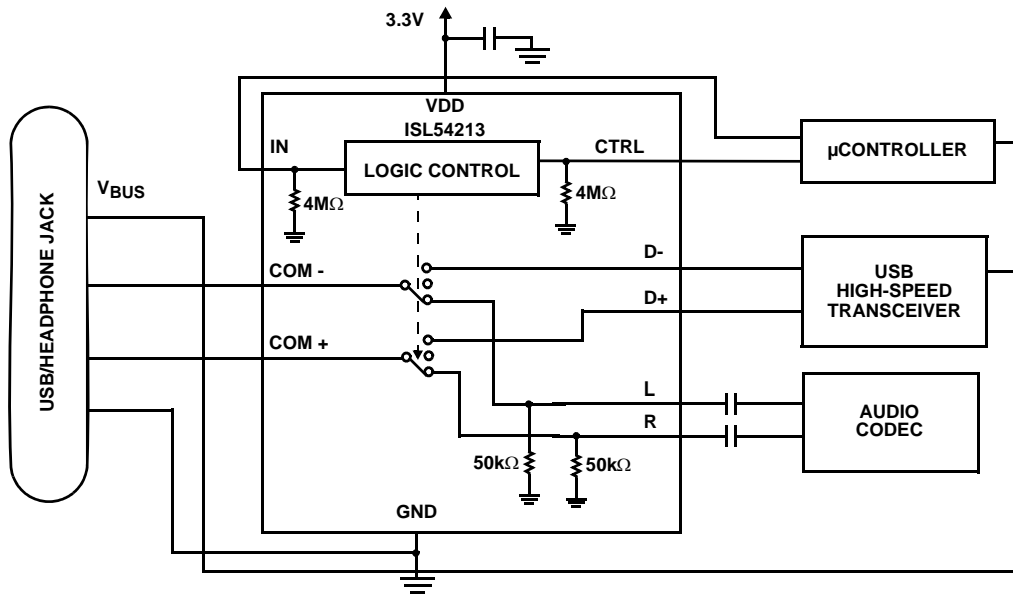 3.3V
VDD
ISL54213
IN
CTRL
LOGIC CONTROL
µCONTROLLER
4MΩ
4MΩ
VBUS
USB/HEADPHONE JACK
COM -
D-
USB
HIGH-SPEED
TRANSCEIVER
D+
COM +
L
R
AUDIO
CODEC
50kΩ
50kΩ
GND